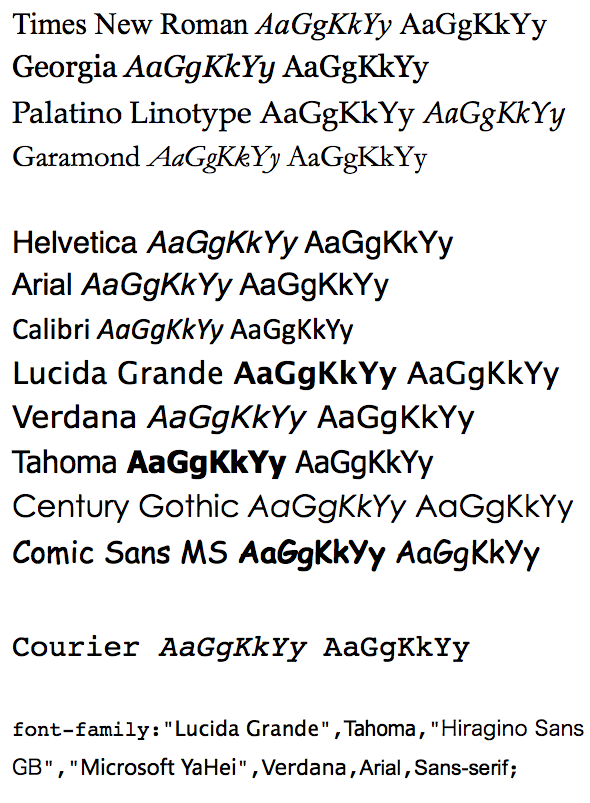 Times New Roman AaGgKkYy AaGgKkYy
Georgia AaGgKkYy AaGgKkYy
Palatino Linotype AaGgKkYy AaGgKkYy
Garamond AaGgKkYy AaGgKkYy
Helvetica AaGgKkYy AaGgKkYy
Arial AaGgKkYy AaGgKkYy
Calibri AaGgKkYy AaGgKkYy
Lucida Grande AaGgKkYy AaGgKkYy
Verdana AaGgKkYy AaGgKkYy
Tahoma AaGgKkYy AaGgKkYy
Century Gothic AaGgKkYy AaGgKkYy
Comic Sans MS AaGgKkYy AaGgKkYy
Courier AaGgKkYy AaGgKkYy
font-family:"Lucida Grande",Tahoma,"Hiragino Sans
GB","Microsoft YaHei",Verdana,Arial,Sans-serif;